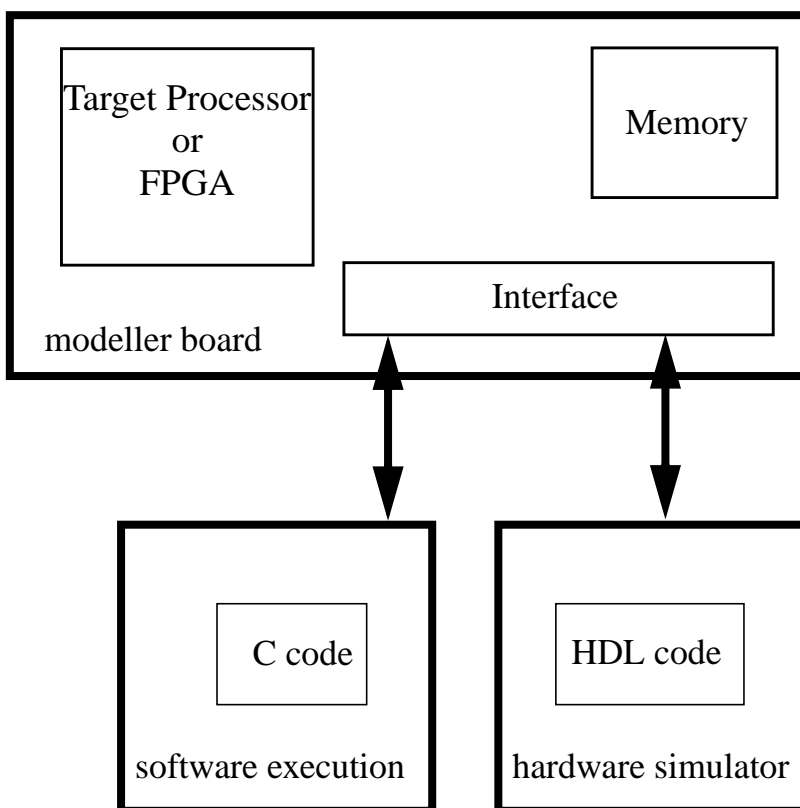 Target Processor
or
FPGA
Memory
Interface
modeller board
C code
software execution
HDL code
hardware simulator